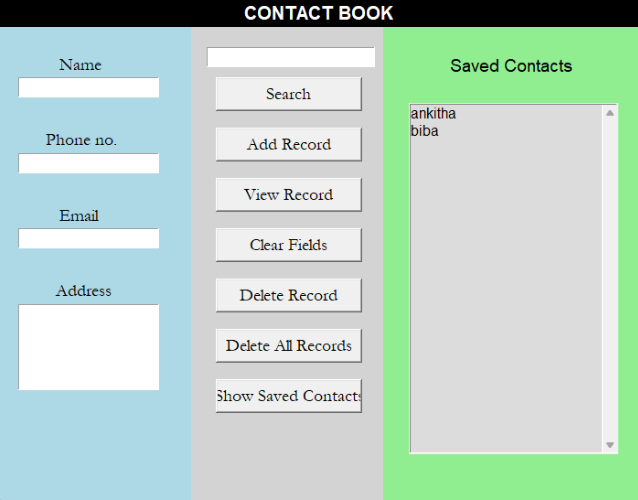 CONTACT BOOK
Name
Phone no.
Email
Address
Search
Add Record
View Record
Clear Fields
Delete Record
Delete All Records
Show Saved Contacts
Saved Contacts
ankitha
biba